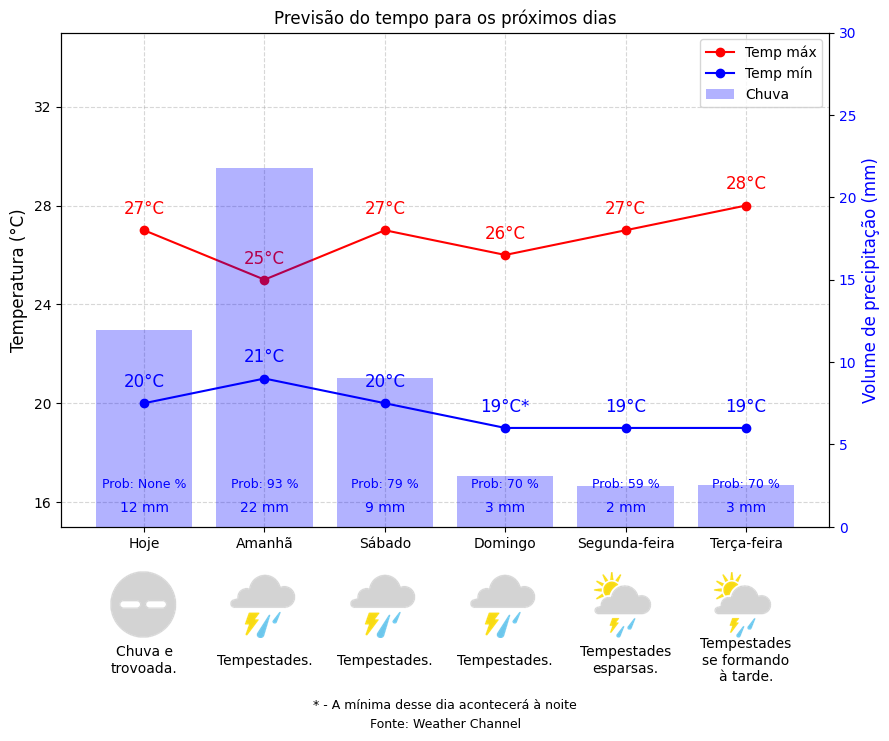 Previsão do tempo para os próximos dias
Temp máx
Temp mín
Chuva
Temperatura (°C)
32
28
24
20
16
Volume de precipitação (mm)
30
25
20
15
10
5
0
27°C
25°C
27°C
26°C
27°C
28°C
20°C
21°C
20°C
19°C*
19°C
19°C
Prob: None %
Prob: 93 %
Prob: 79 %
Prob: 70 %
Prob: 59 %
Prob: 70 %
12 mm
22 mm
9 mm
3 mm
2 mm
3 mm
Hoje
Amanhã
Sábado
Domingo
Segunda-feira
Terça-feira
Chuva e
trovoada.
Tempestades.
Tempestades.
Tempestades.
Tempestades
esparsas.
Tempestades
se formando
à tarde.
* - A mínima desse dia acontecerá à noite
Fonte: Weather Channel